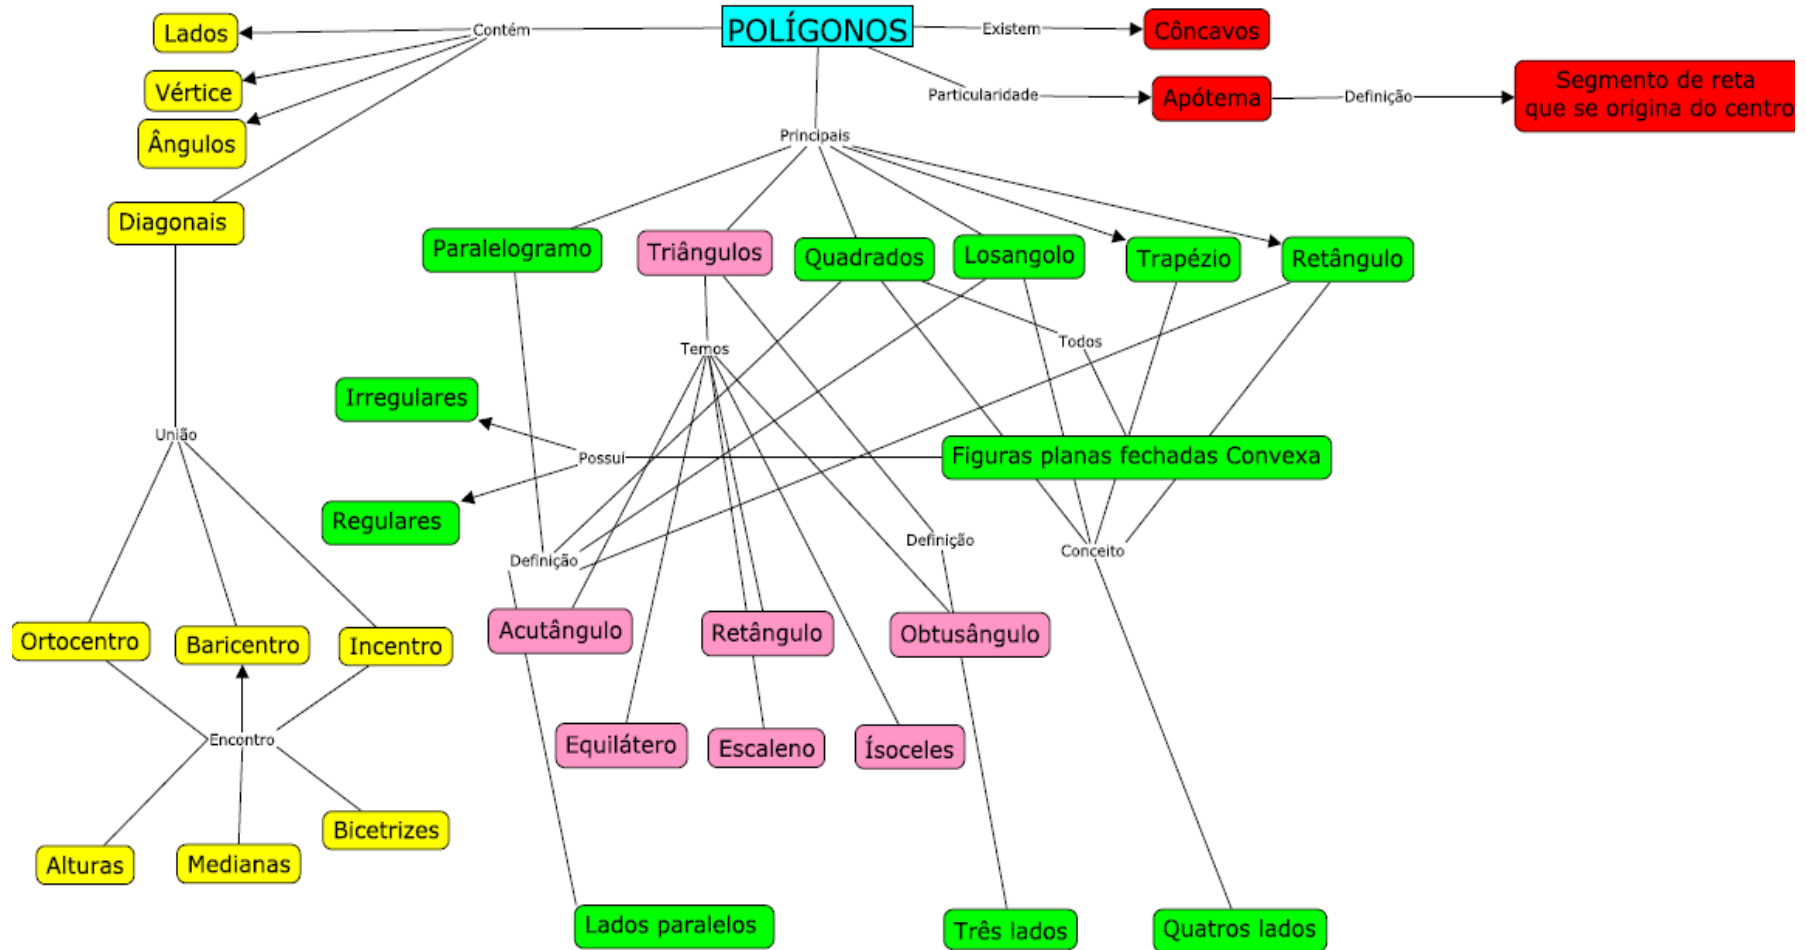 POLÍGONOS
Lados
Contém
Existem
Côncavos
Vértice
Particularidade
Apótema
Definição
Segmento de reta
que se origina do centro
Ângulos
Principais
Diagonais
Paralelogramo
Triângulos
Quadrados
Losangolo
Trapézio
Retângulo
Temos
Todos
Irregulares
União
Possui
Figuras planas fechadas Convexa
Regulares
Definição
Definição
Conceito
Ortocentro
Baricentro
Incentro
Acutângulo
Retângulo
Obtusângulo
Encontro
Equilátero
Escaleno
Ísoceles
Alturas
Medianas
Bicetrizes
Lados paralelos
Três lados
Quatros lados